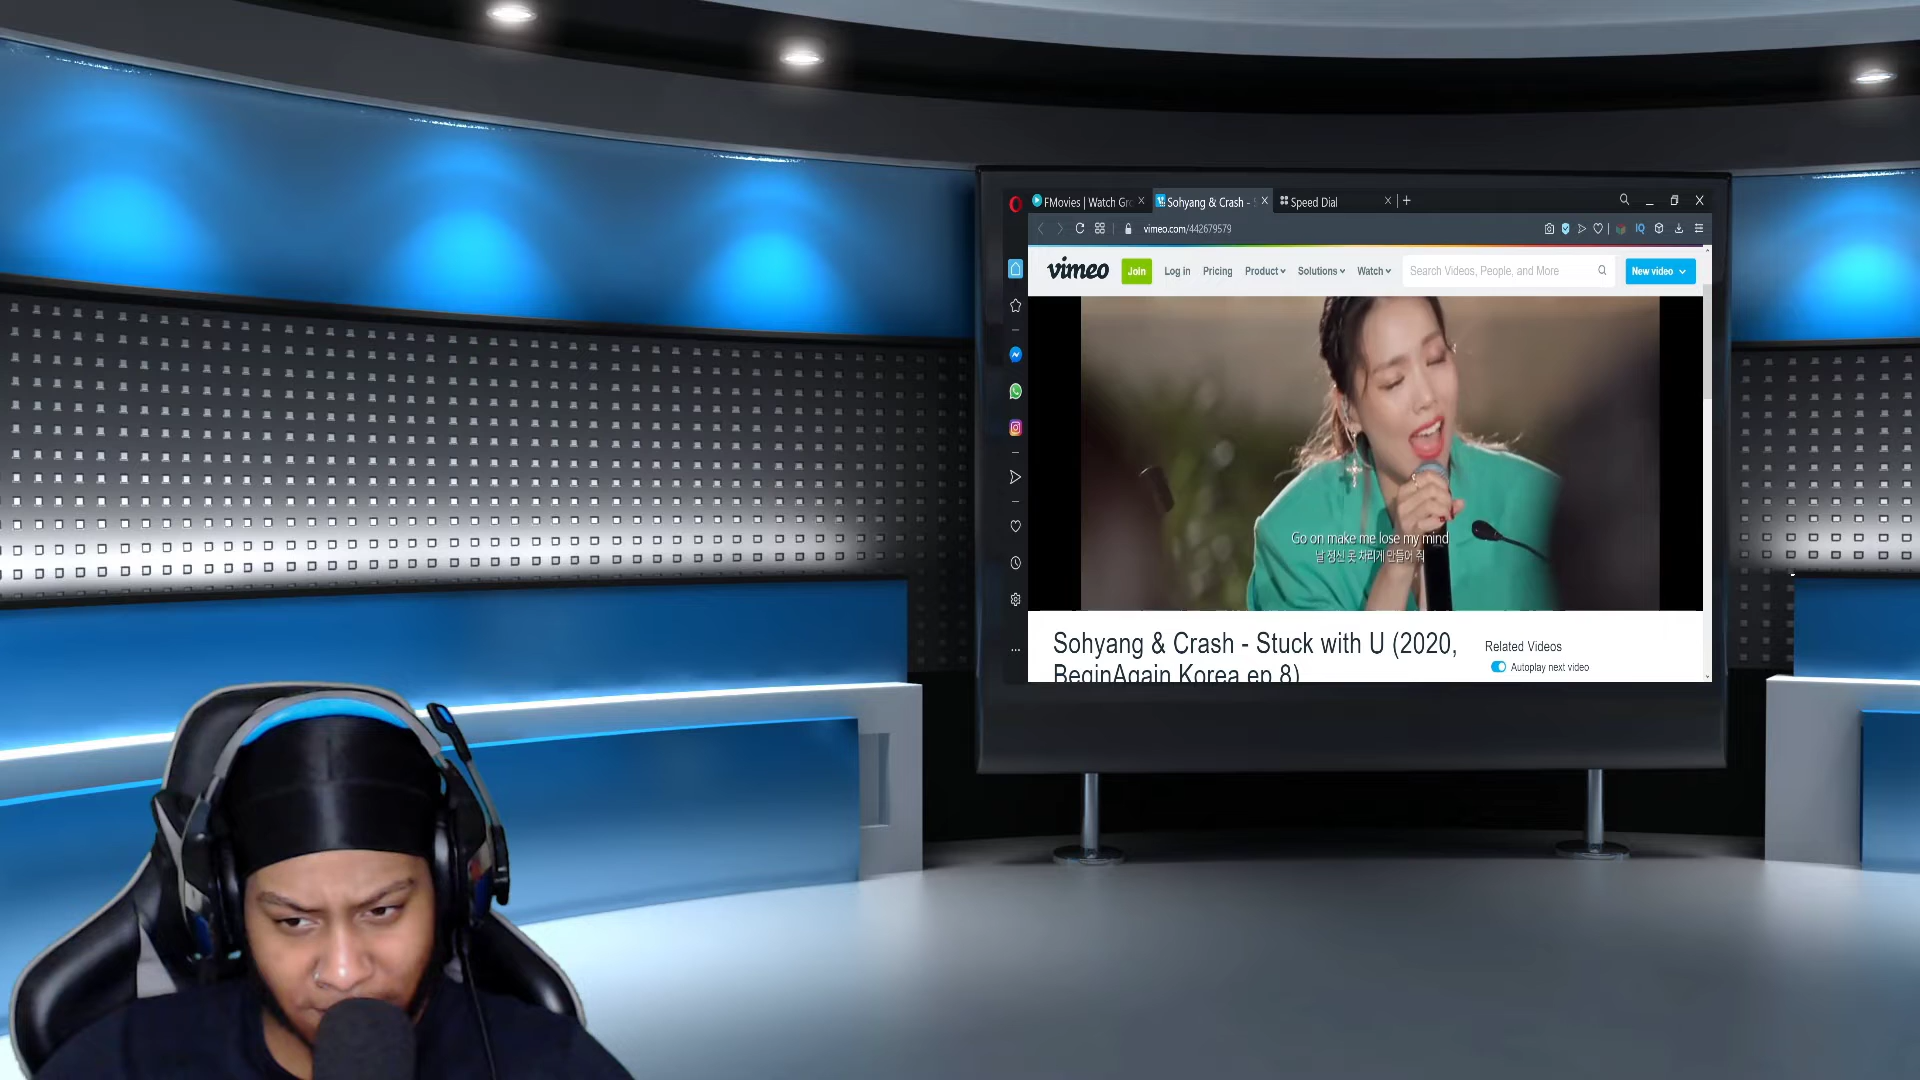 FMovies | Watch Gr
Sohyang & Crash -
Speed Dial
vimeo.com/442679579
IQ
vimeo
Join
Log in
Pricing
Product
Solutions
Watch
Search Videos, People, and More
New video
Go on make me lose my mind
날 정신 못 차리게 만들어 줘
Sohyang & Crash - Stuck with U (2020,
BeginAgain Korea ep 8)
Related Videos
Autoplay next video